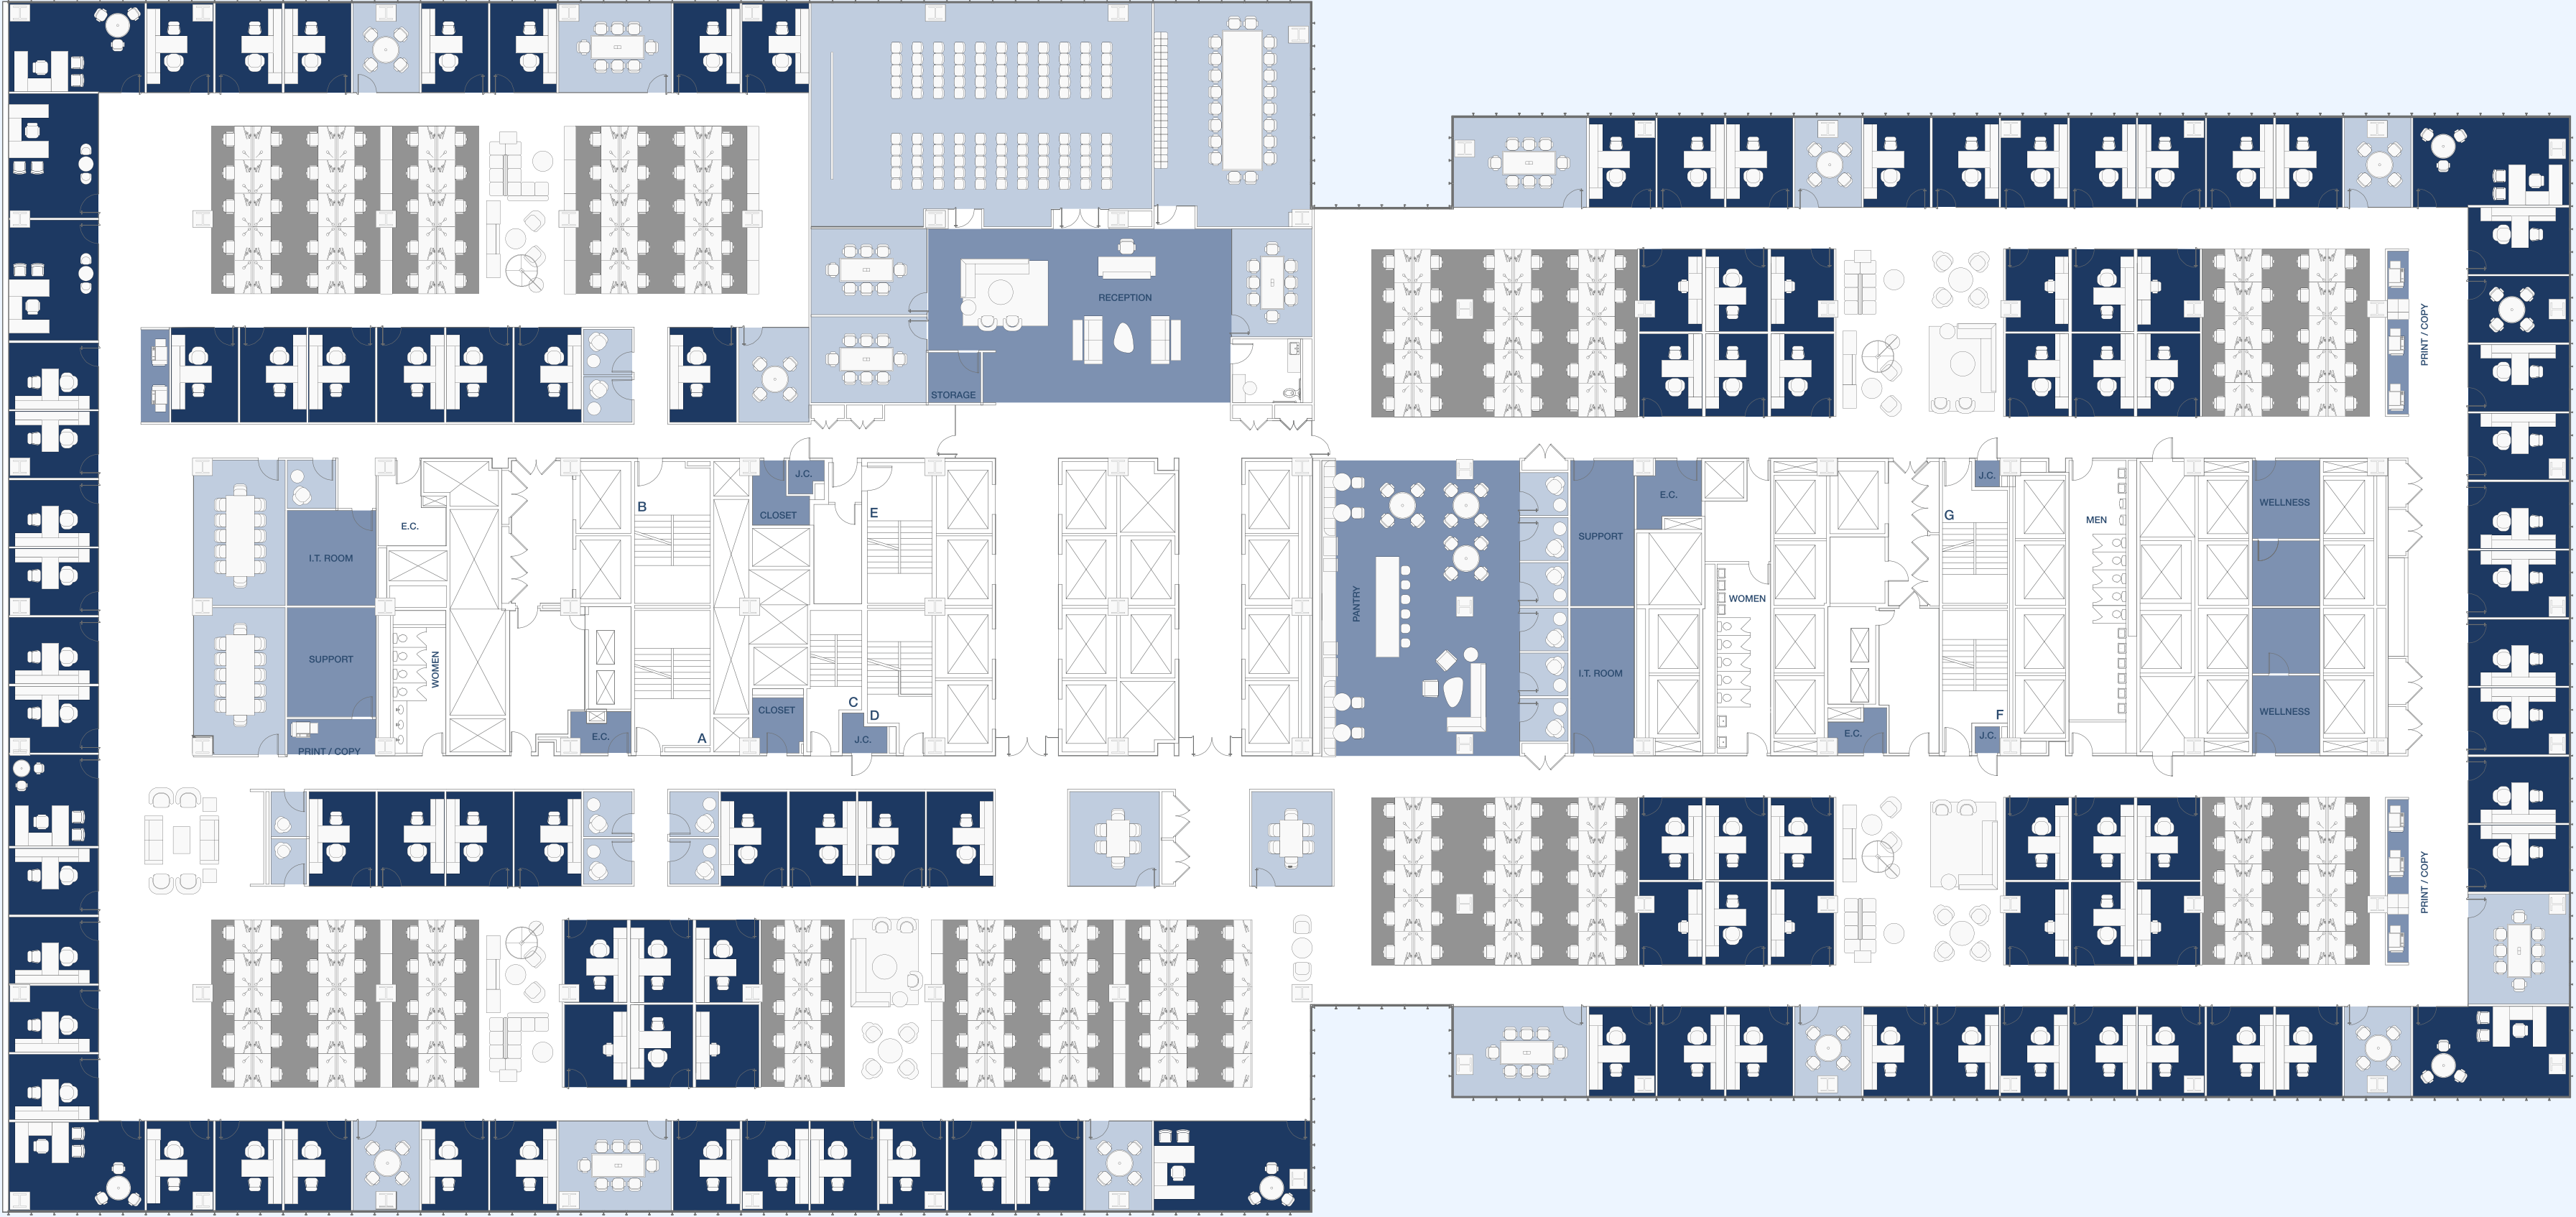 RECEPTION
PRINT / COPY
STORAGE
J.C.
CLOSET
B
E
E.C.
I.T. ROOM
E.C.
SUPPORT
G
J.C.
MEN
WELLNESS
PANTRY
WOMEN
SUPPORT
WOMEN
I.T. ROOM
CLOSET
C
D
A
E.C.
J.C.
PRINT / COPY
F
E.C.
J.C.
WELLNESS
PRINT / COPY